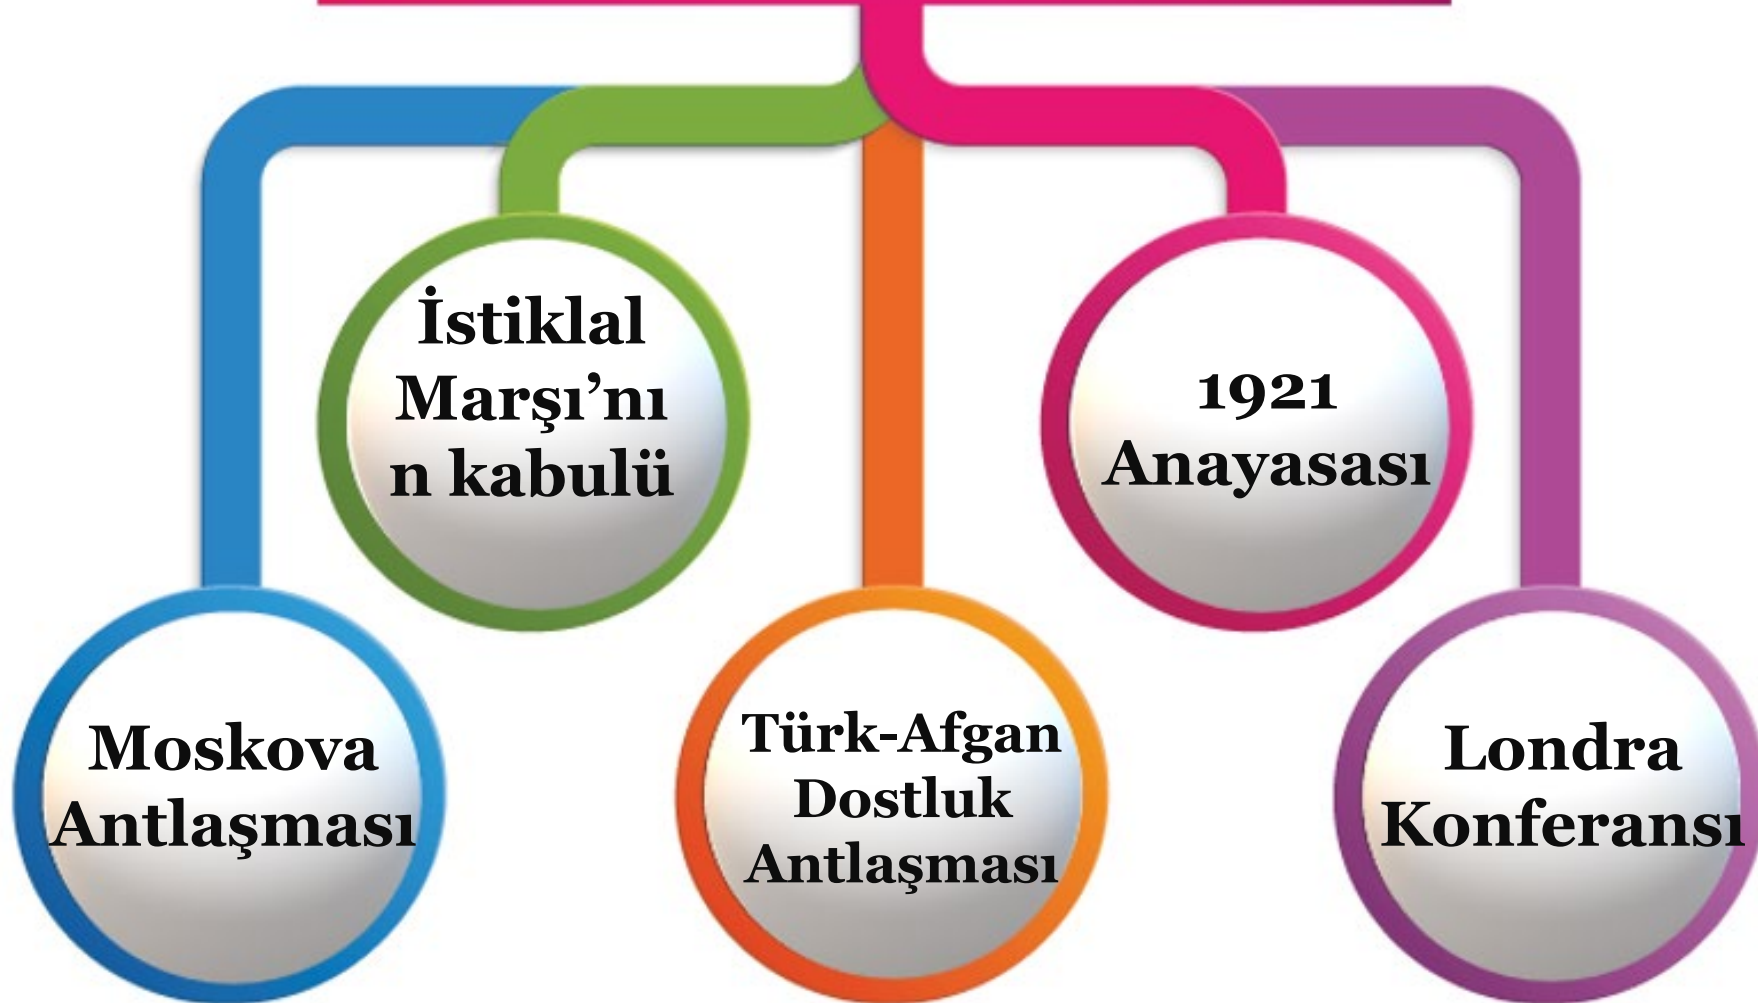 İstiklal
Marşı’nı
n kabulü
1921
Anayasası
Moskova
Antlaşması
Türk-Afgan
Dostluk
Antlaşması
Londra
Konferansı